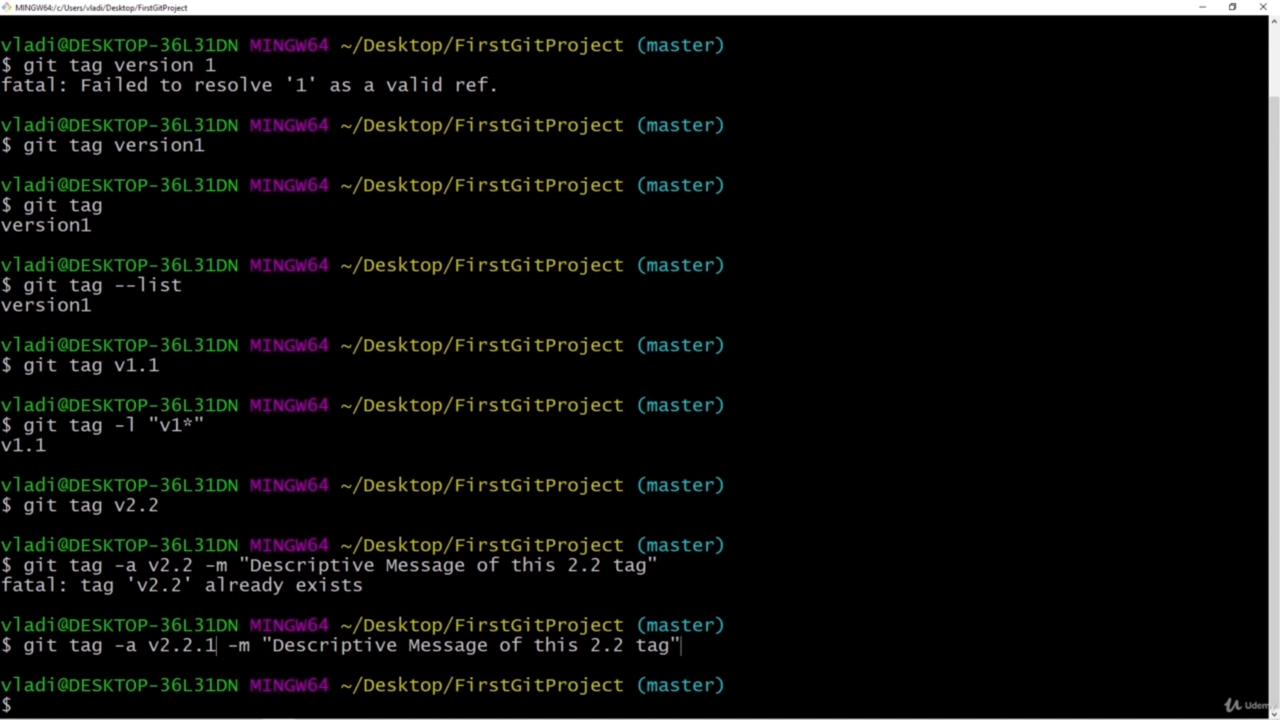 MINGW64:/c/Users/vladi/Desktop/FirstGitProject
vladi@DESKTOP-36L31DN MINGW64 ~/Desktop/FirstGitProject (master)
$ git tag version 1
fatal: Failed to resolve '1' as a valid ref.
vladi@DESKTOP-36L31DN MINGW64 ~/Desktop/FirstGitProject (master)
$ git tag version1
vladi@DESKTOP-36L31DN MINGW64 ~/Desktop/FirstGitProject (master)
$ git tag
version1
vladi@DESKTOP-36L31DN MINGW64 ~/Desktop/FirstGitProject (master)
$ git tag --list
version1
vladi@DESKTOP-36L31DN MINGW64 ~/Desktop/FirstGitProject (master)
$ git tag v1.1
vladi@DESKTOP-36L31DN MINGW64 ~/Desktop/FirstGitProject (master)
$ git tag -l "v1*"
v1.1
vladi@DESKTOP-36L31DN MINGW64 ~/Desktop/FirstGitProject (master)
$ git tag v2.2
vladi@DESKTOP-36L31DN MINGW64 ~/Desktop/FirstGitProject (master)
$ git tag -a v2.2 -m "Descriptive Message of this 2.2 tag"
fatal: tag 'v2.2' already exists
vladi@DESKTOP-36L31DN MINGW64 ~/Desktop/FirstGitProject (master)
$ git tag -a v2.2.1 -m "Descriptive Message of this 2.2 tag"
vladi@DESKTOP-36L31DN MINGW64 ~/Desktop/FirstGitProject (master)
$
Udemy